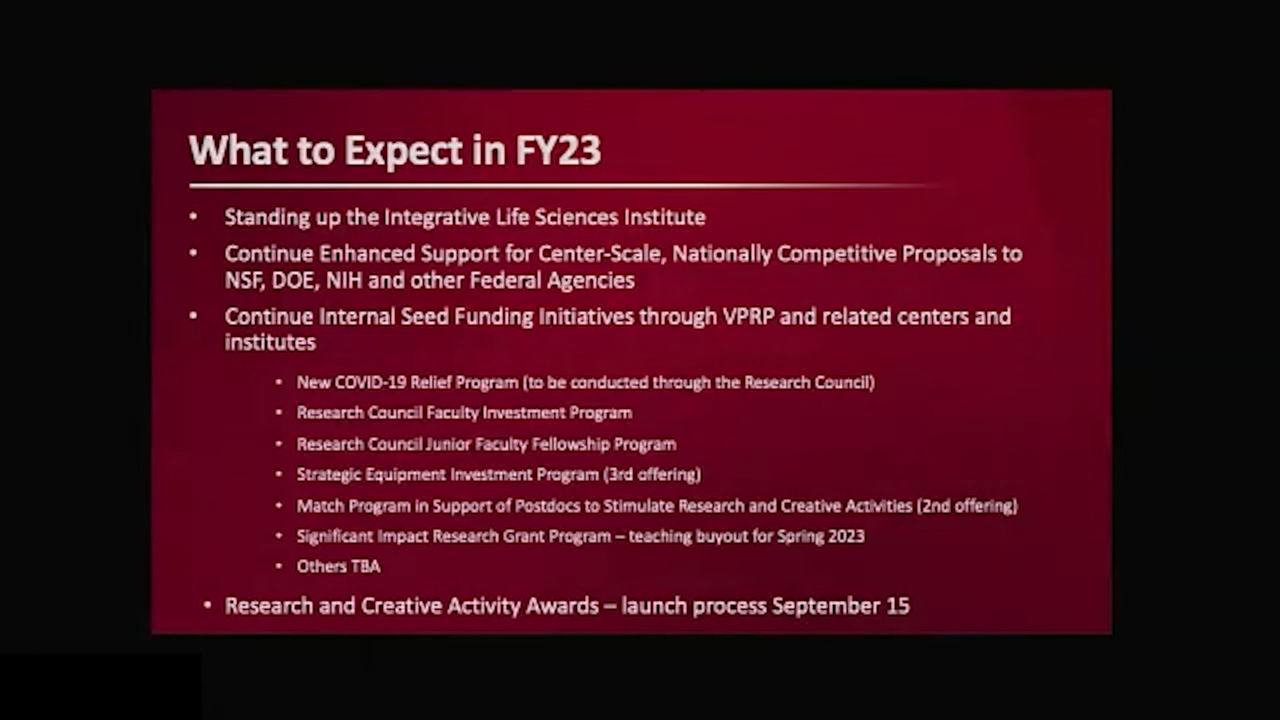 What to Expect in FY23
• Standing up the Integrative Life Sciences Institute
• Continue Enhanced Support for Center-Scale, Nationally Competitive Proposals to
NSF, DOE, NIH and other Federal Agencies
• Continue Internal Seed Funding Initiatives through VPRP and related centers and
institutes
• New COVID-19 Relief Program (to be conducted through the Research Council)
• Research Council Faculty Investment Program
• Research Council Junior Faculty Fellowship Program
• Strategic Equipment Investment Program (3rd offering)
• Match Program in Support of Postdocs to Stimulate Research and Creative Activities (2nd offering)
• Significant Impact Research Grant Program – teaching buyout for Spring 2023
• Others TBA
• Research and Creative Activity Awards – launch process September 15